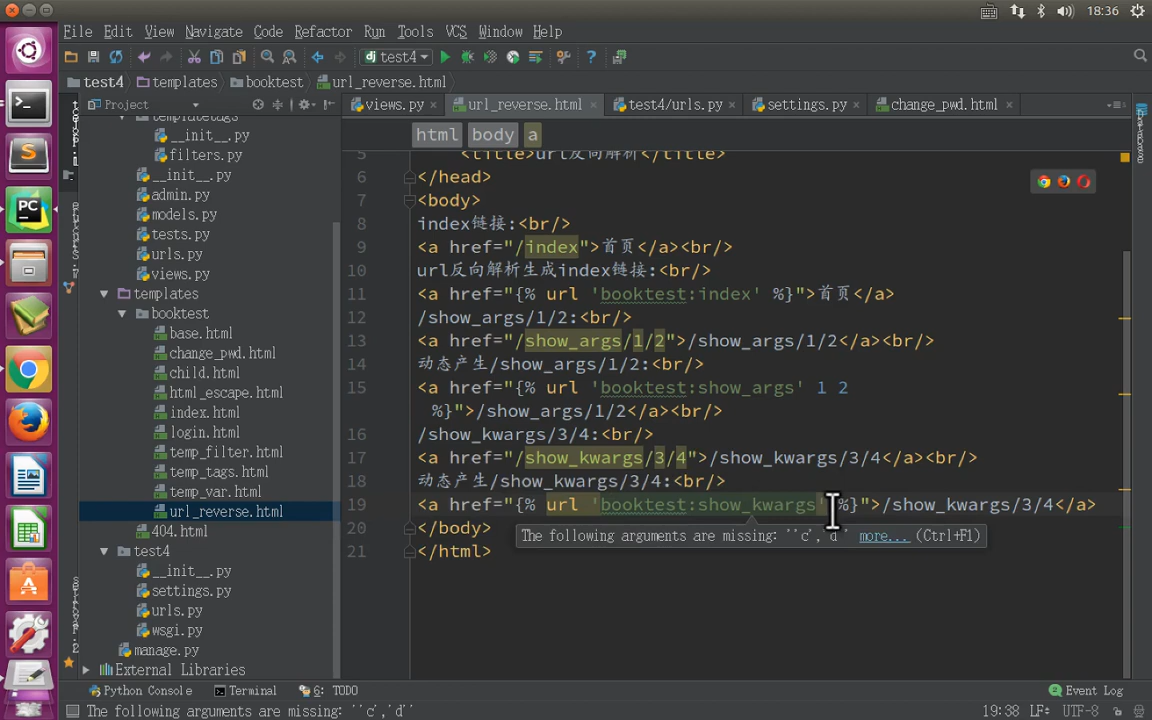 18:36
File Edit View Navigate Code Refactor Run Tools VCS Window Help
test4
test4 templates booktest url_reverse.html
Project views.py url_reverse.html test4/urls.py settings.py change_pwd.html
html body a
templatetags
__init__.py
filters.py
__init__.py
admin.py
models.py
tests.py
urls.py
views.py
templates
booktest
base.html
change_pwd.html
child.html
html_escape.html
index.html
login.html
temp_filter.html
temp_tags.html
temp_var.html
url_reverse.html
404.html
test4
__init__.py
settings.py
urls.py
wsgi.py
manage.py
External Libraries
5 <title>url反向解析</title>
6 </head>
7 <body>
8 index链接:<br/>
9 <a href="/index">首页</a><br/>
10 url反向解析生成index链接:<br/>
11 <a href="{% url 'booktest:index' %}">首页</a>
12 /show_args/1/2:<br/>
13 <a href="/show_args/1/2">/show_args/1/2</a><br/>
14 动态产生/show_args/1/2:<br/>
15 <a href="{% url 'booktest:show_args' 1 2
%}">/show_args/1/2</a><br/>
16 /show_kwargs/3/4:<br/>
17 <a href="/show_kwargs/3/4">/show_kwargs/3/4</a><br/>
18 动态产生/show_kwargs/3/4:<br/>
19 <a href="{% url 'booktest:show_kwargs' %}">/show_kwargs/3/4</a>
20 </body>
The following arguments are missing: ''c','d' more... (Ctrl+F1)
21 </html>
Python Console Terminal 6: TODO Event Log
The following arguments are missing: ''c','d'' 19:38 LF÷ UTF-8